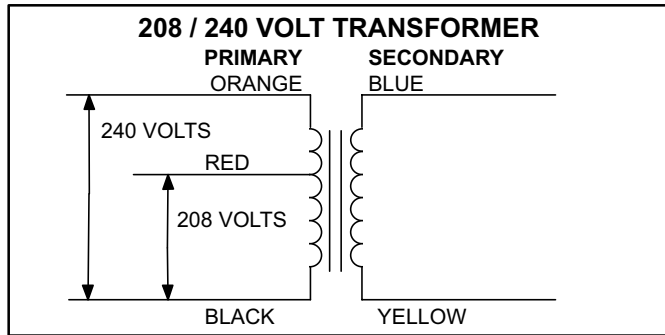 208 / 240 VOLT TRANSFORMER
PRIMARY SECONDARY
ORANGE BLUE
240 VOLTS
RED
208 VOLTS
BLACK YELLOW